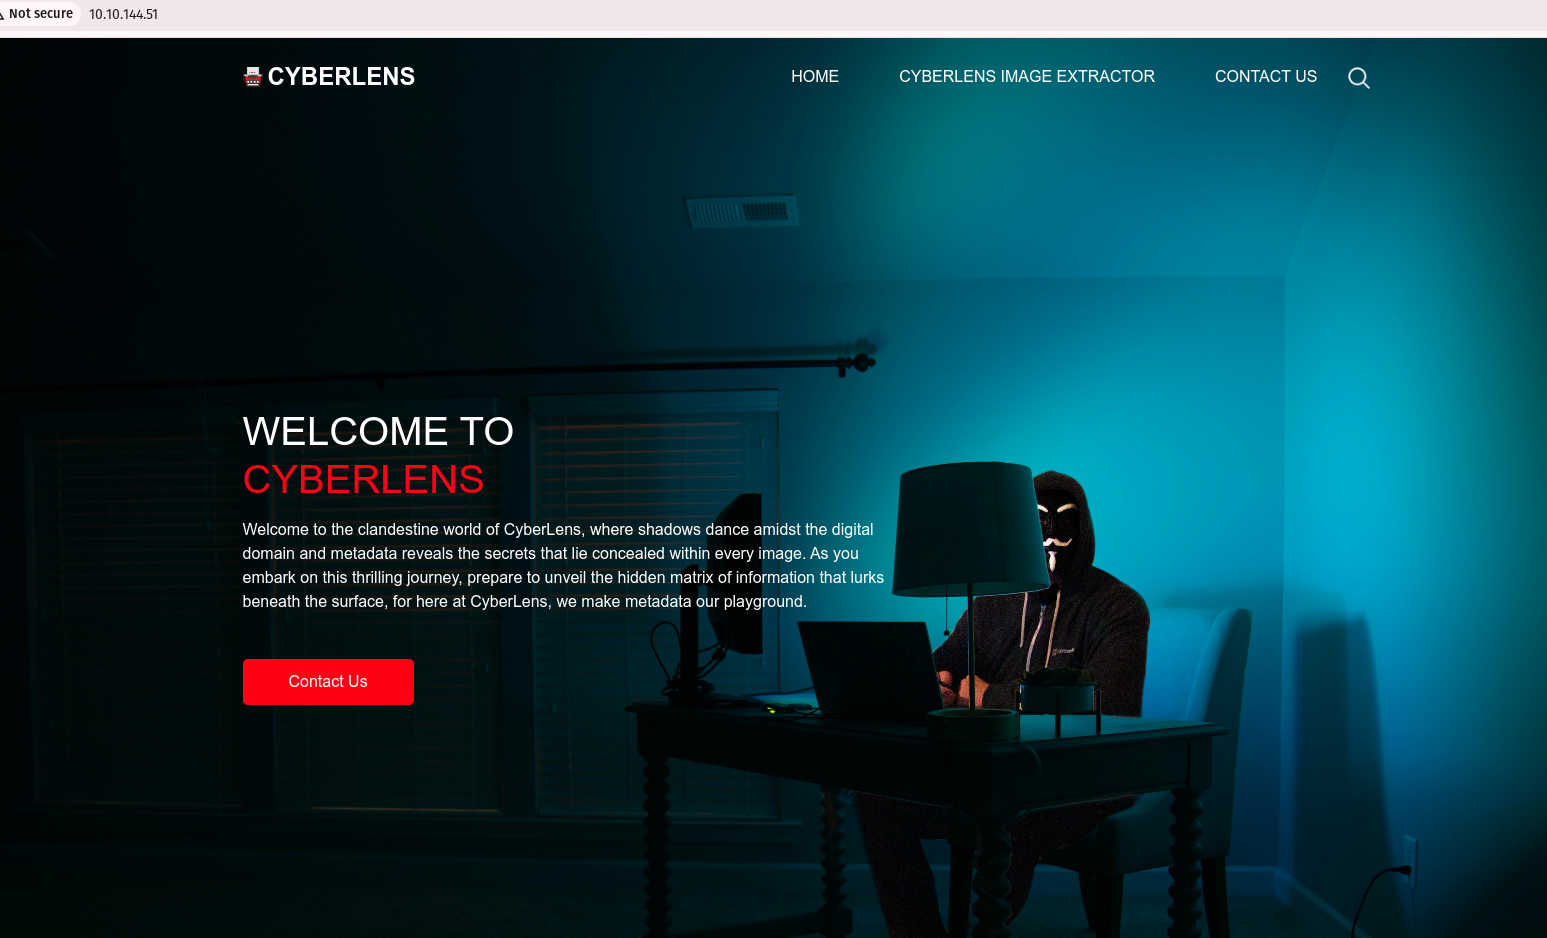 Not secure 10.10.144.51
CYBERLENS
HOME
CYBERLENS IMAGE EXTRACTOR
CONTACT US
WELCOME TO
CYBERLENS
Welcome to the clandestine world of CyberLens, where shadows dance amidst the digital
domain and metadata reveals the secrets that lie concealed within every image. As you
embark on this thrilling journey, prepare to unveil the hidden matrix of information that lurks
beneath the surface, for here at CyberLens, we make metadata our playground.
Contact Us